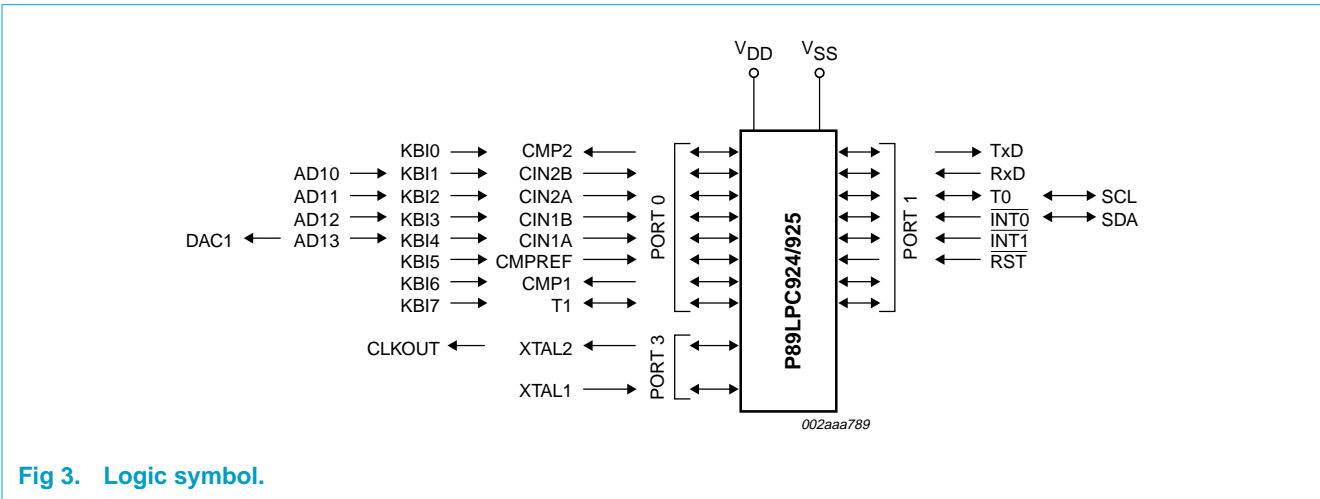 VDD VSS
KBI0 CMP2 TxD
AD10 KBI1 CIN2B RxD
AD11 KBI2 CIN2A T0 SCL
AD12 KBI3 CIN1B INT0 SDA
DAC1 AD13 KBI4 CIN1A INT1
KBI5 CMPREF RST
KBI6 CMP1
KBI7 T1
PORT 0
P89LPC924/925
PORT 1
CLKOUT XTAL2
XTAL1
PORT 3
002aaa789
Fig 3. Logic symbol.